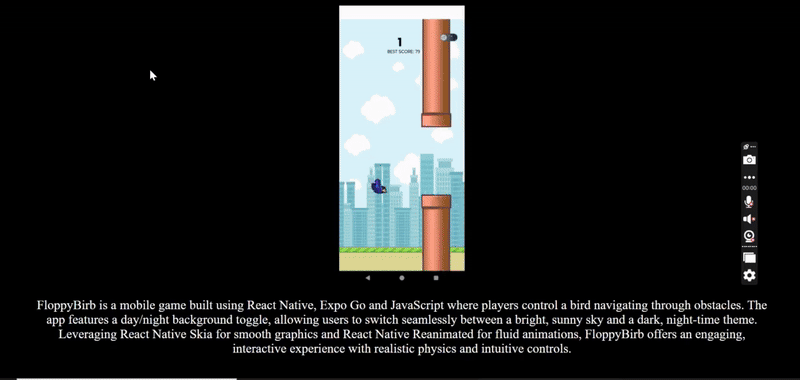 1
BEST SCORE: 79
00:00
FloppyBirb is a mobile game built using React Native, Expo Go and JavaScript where players control a bird navigating through obstacles. The
app features a day/night background toggle, allowing users to switch seamlessly between a bright, sunny sky and a dark, night-time theme.
Leveraging React Native Skia for smooth graphics and React Native Reanimated for fluid animations, FloppyBirb offers an engaging,
interactive experience with realistic physics and intuitive controls.